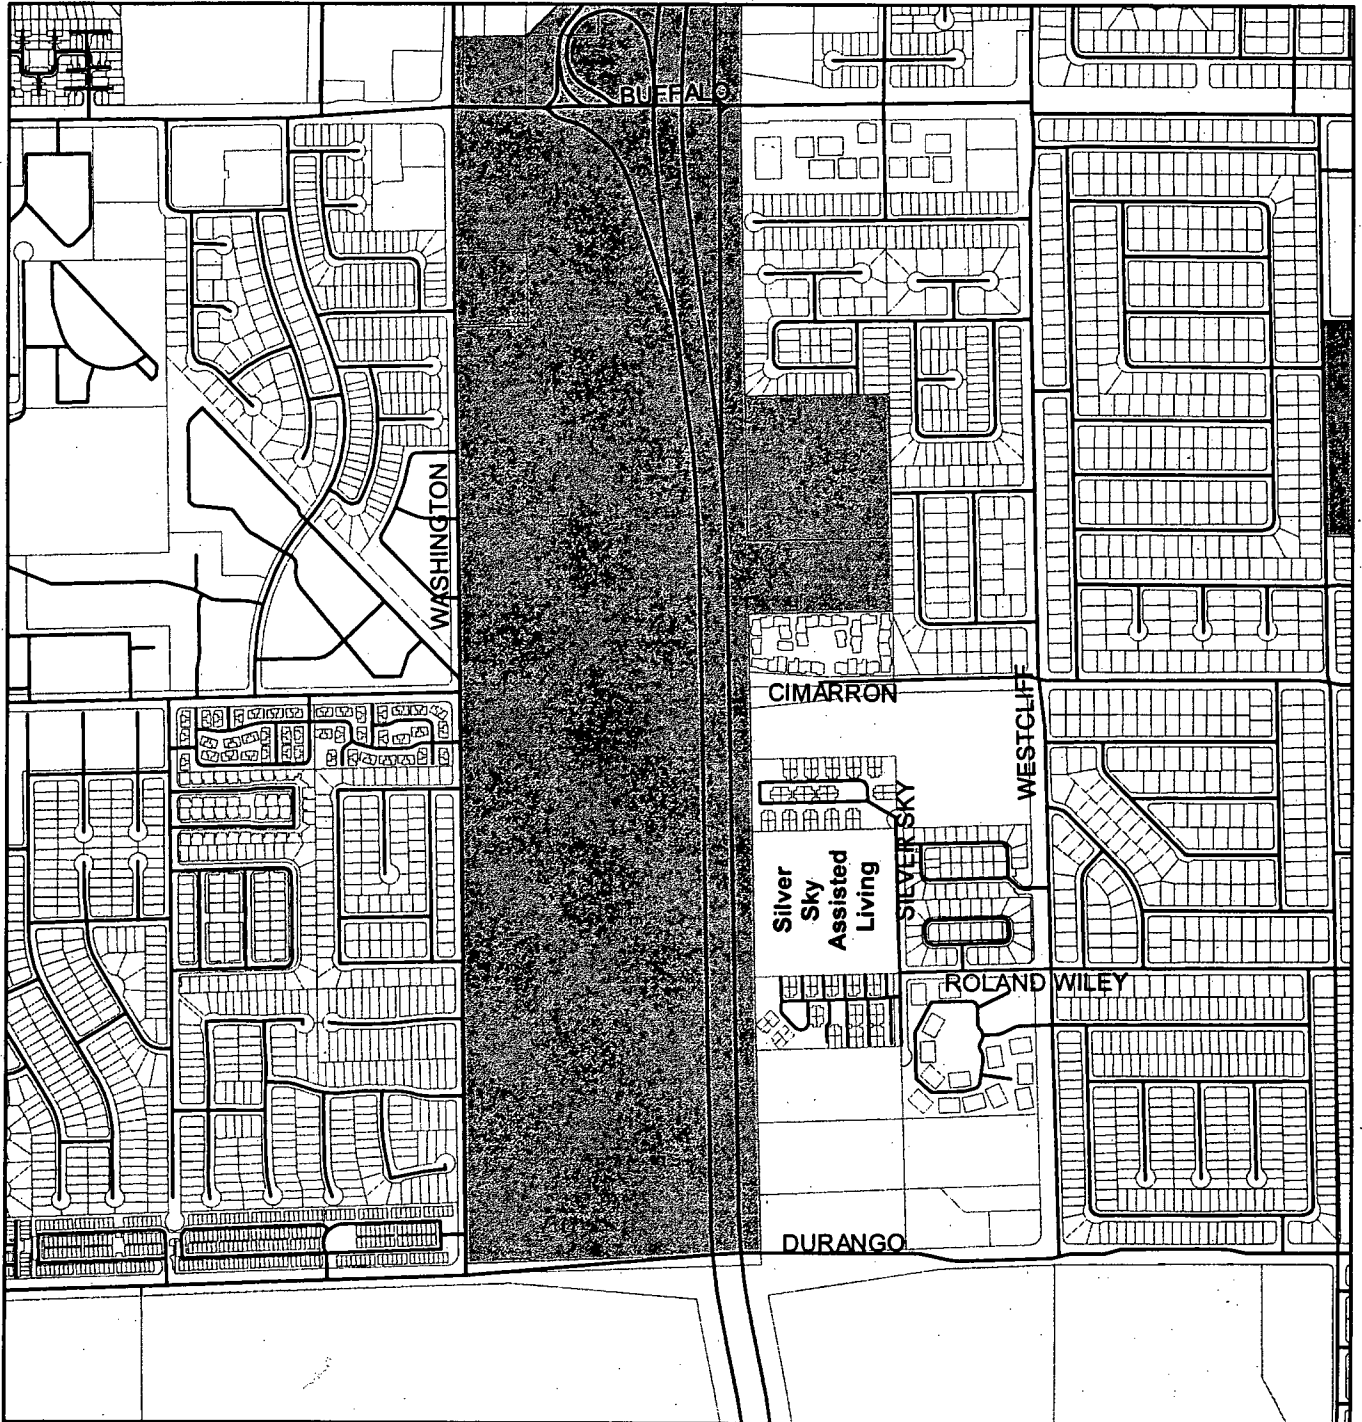 BUFFALO
WASHINGTON
CIMARRON
WESTCLIFF
SILVER SKY
Silver
Sky
Assisted
Living
ROLAND WILEY
DURANGO